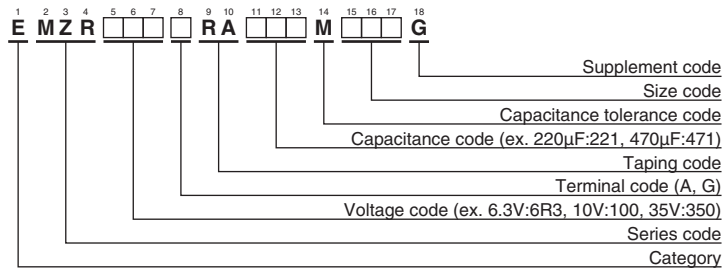 1 2 3 4 5 6 7 8 9 10 11 12 13 14 15 16 17 18
E MZR RA M G
Supplement code
Size code
Capacitance tolerance code
Capacitance code (ex. 220μF:221, 470μF:471)
Taping code
Terminal code (A, G)
Voltage code (ex. 6.3V:6R3, 10V:100, 35V:350)
Series code
Category